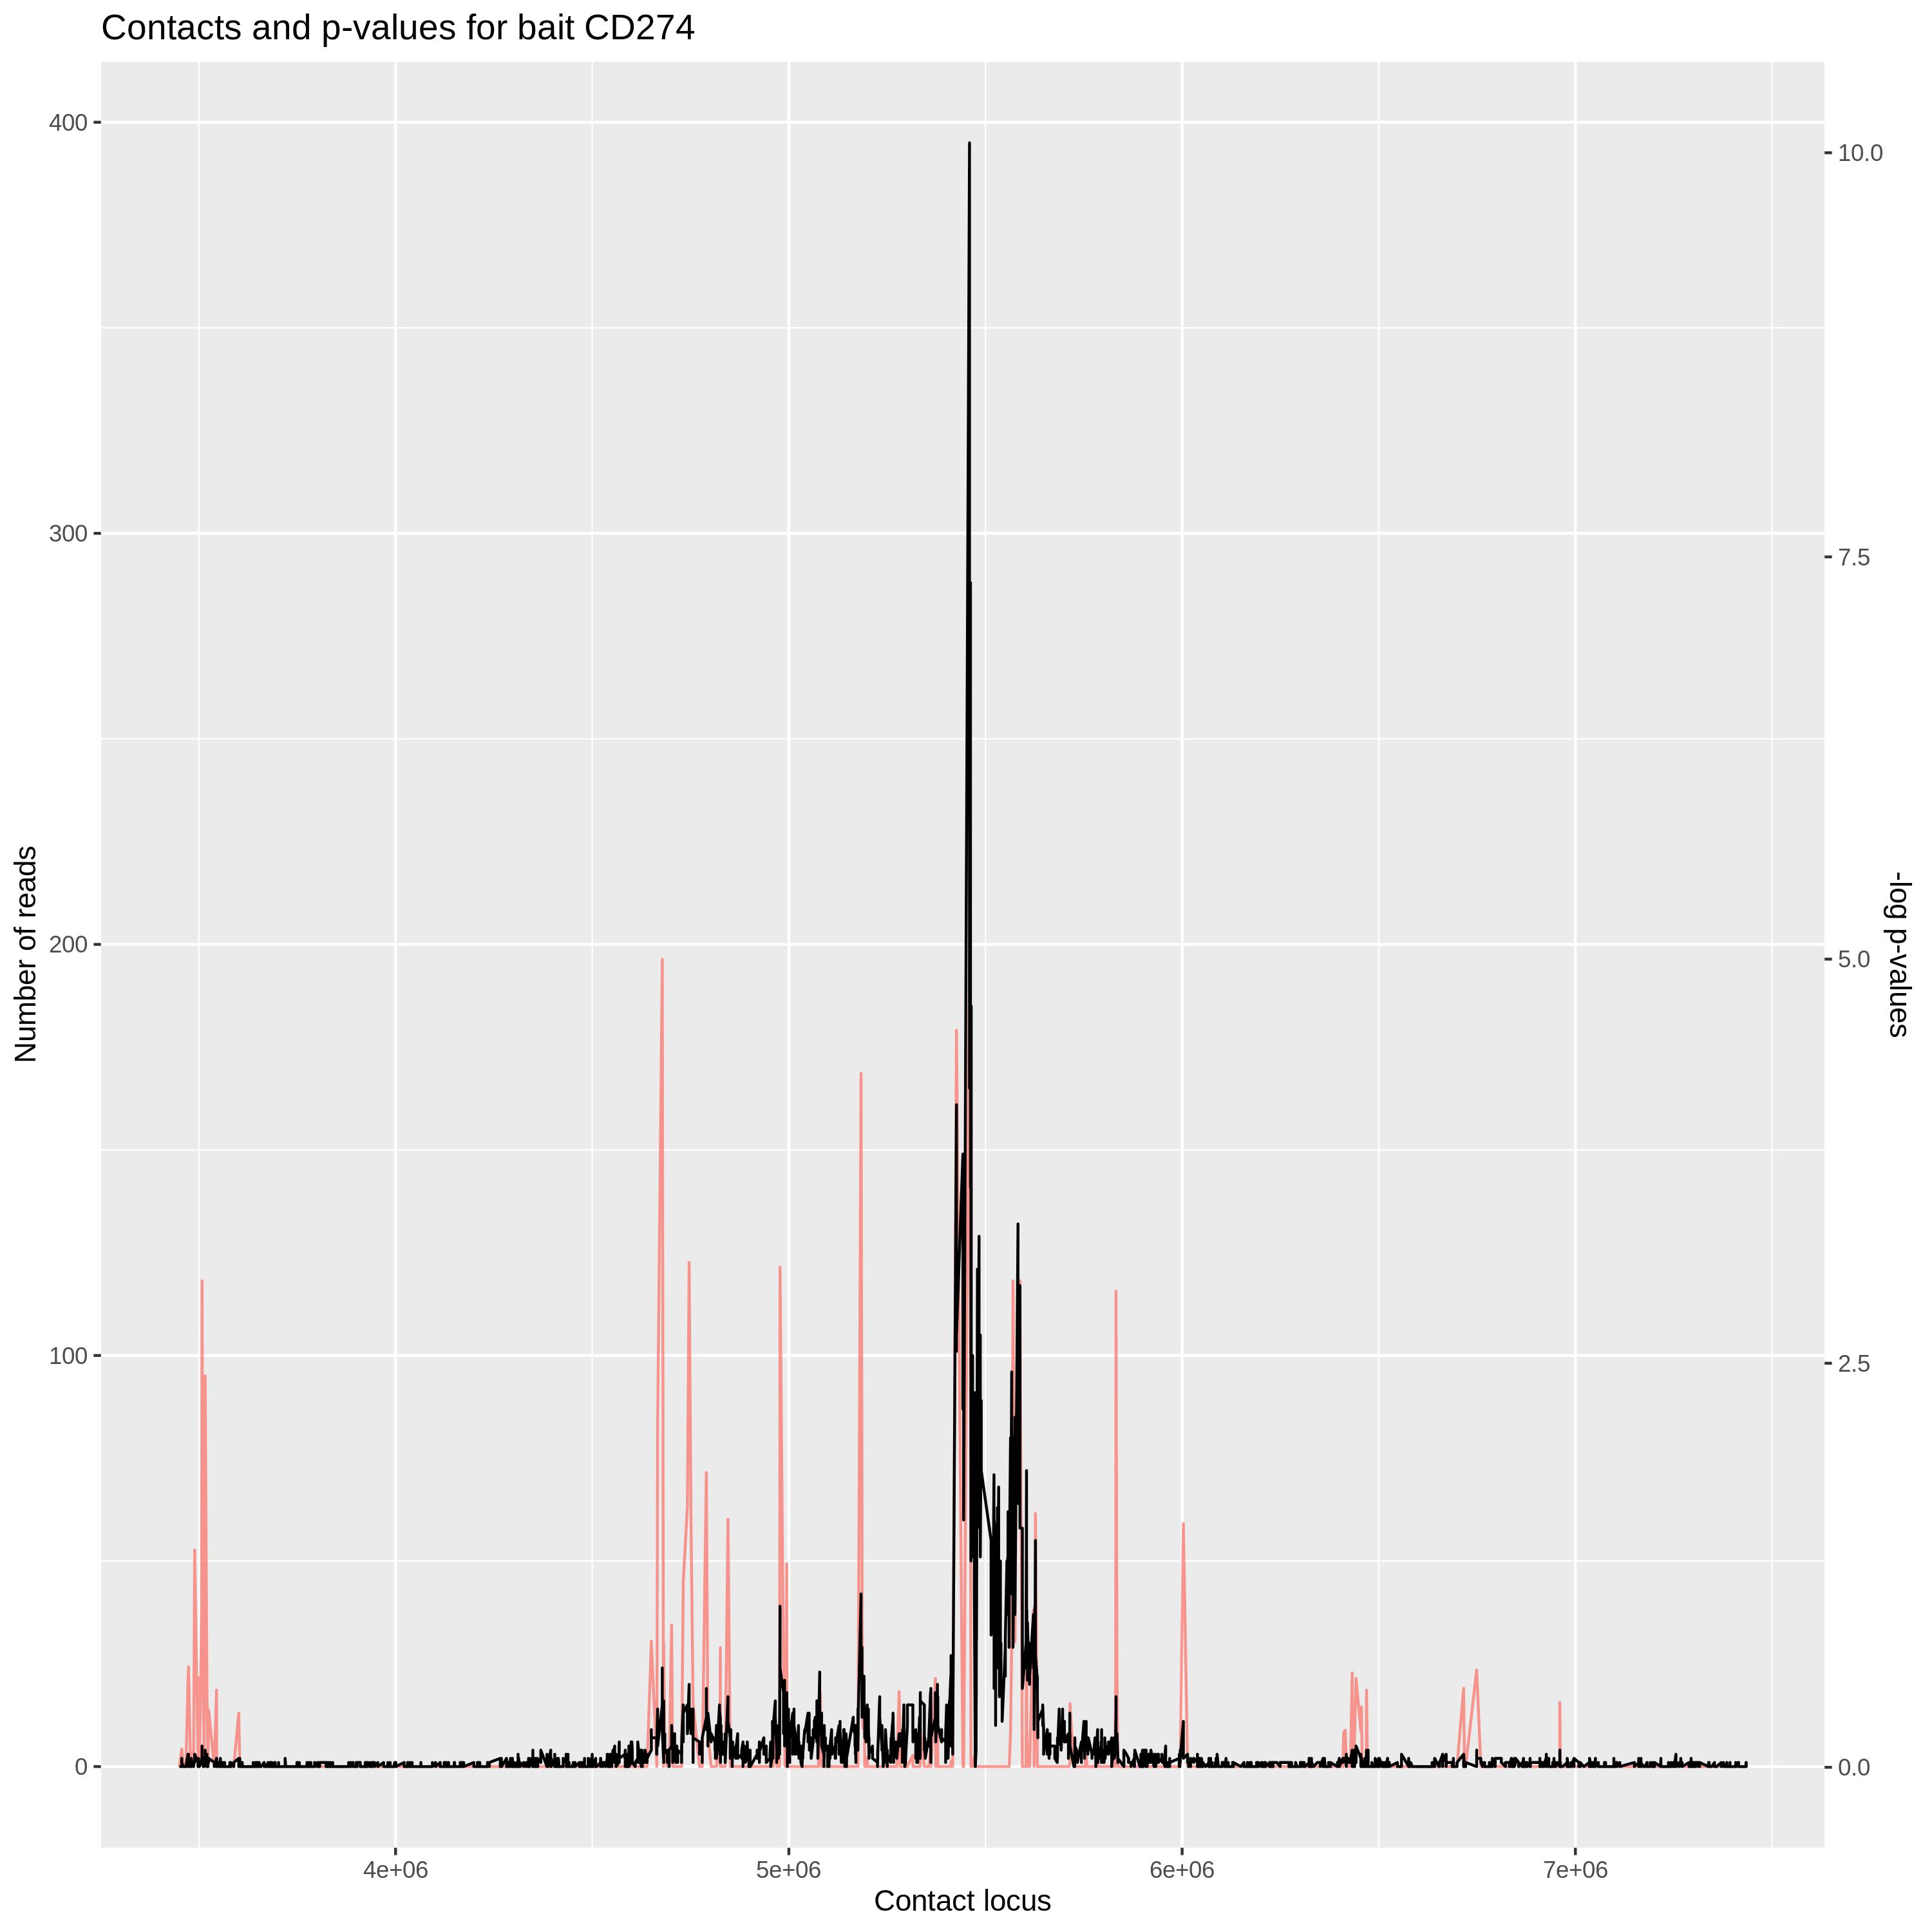 Contacts and p-values for bait CD274
400
300
200
100
0
Number of reads
10.0
7.5
5.0
2.5
0.0
-log p-values
4e+06 5e+06 6e+06 7e+06
Contact locus